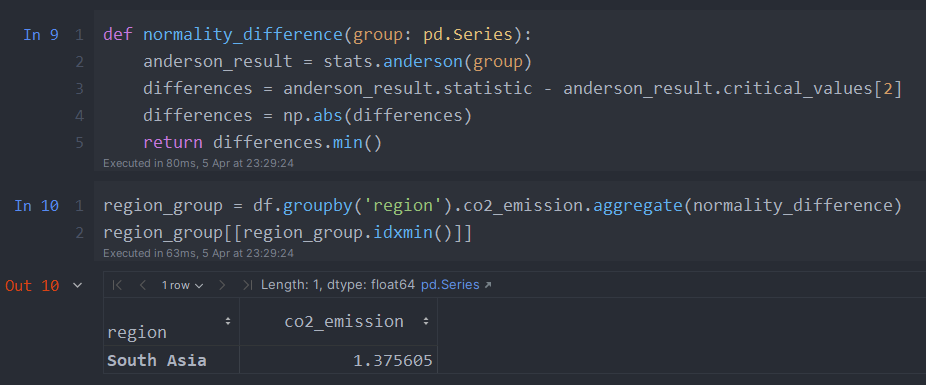 In 9 1 def normality_difference(group: pd.Series):
2 anderson_result = stats.anderson(group)
3 differences = anderson_result.statistic - anderson_result.critical_values[2]
4 differences = np.abs(differences)
5 return differences.min()
Executed in 80ms, 5 Apr at 23:29:24
In 10 1 region_group = df.groupby('region').co2_emission.aggregate(normality_difference)
2 region_group[[region_group.idxmin()]]
Executed in 63ms, 5 Apr at 23:29:24
Out 10 1 row Length: 1, dtype: float64 pd.Series
region co2_emission
South Asia 1.375605